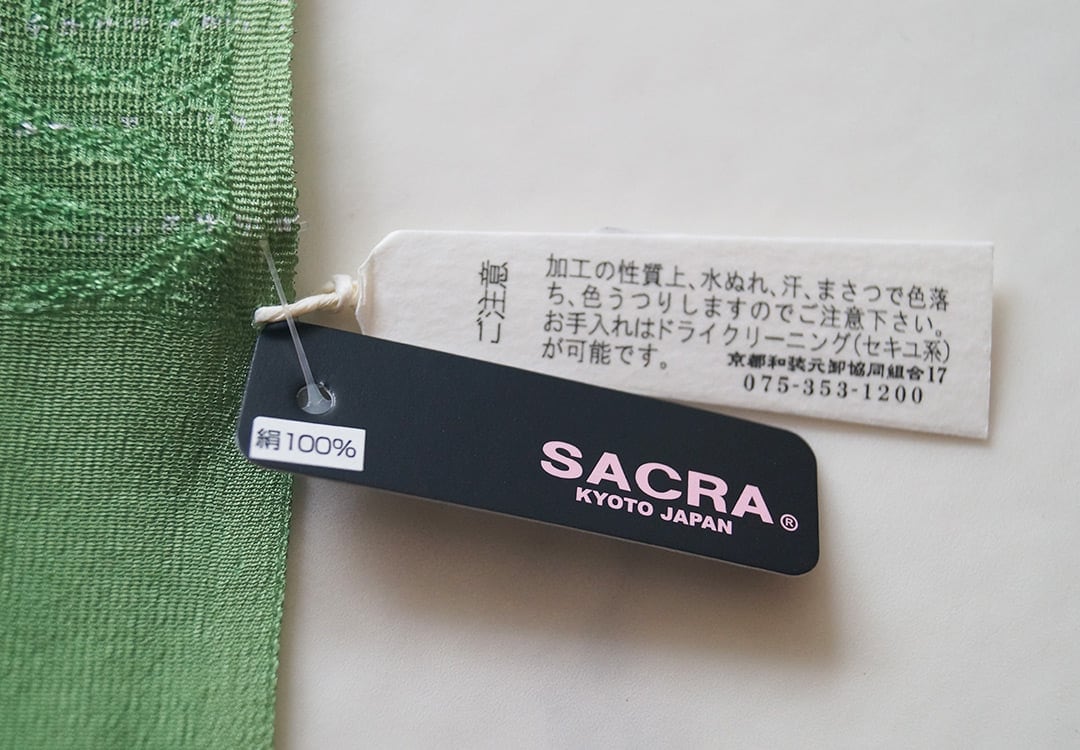 注意
加工の性質上、水ぬれ、汗、まさつで色落
ち、色うつりしますのでご注意下さい。
お手入れはドライクリーニング(セキユ系)
が可能です。
京都和装元卸協同組合17
075-353-1200
絹100%
SACRA
KYOTO JAPAN ®